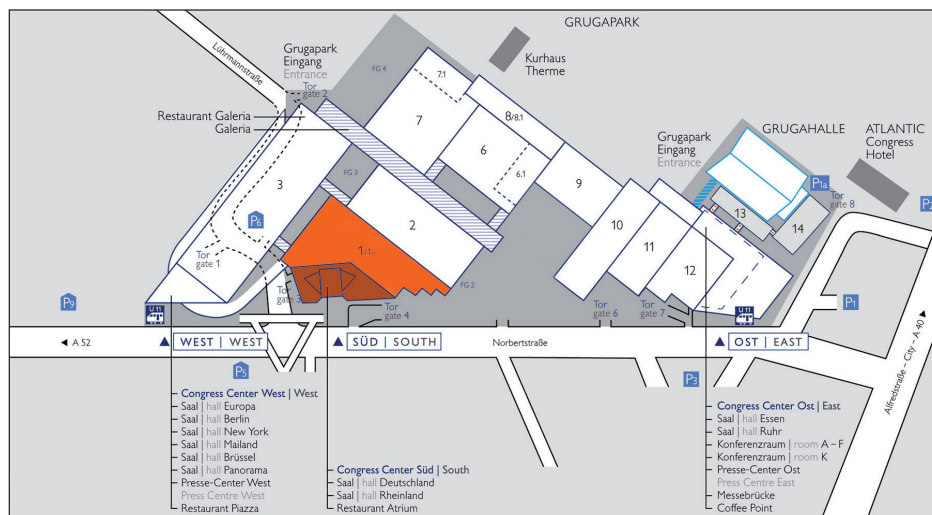 GRUGAPARK
Kurhaus
Therme
Lührmannstraße
Grugapark
Eingang
Entrance
Tor
gate 2
Restaurant Galeria
Galeria
FG 4
7.1
7
8/8.1
6
6.1
9
Grugapark
Eingang
Entrance
GRUGAHALLE
ATLANTIC
Congress
Hotel
P1a
Tor
gate 8
P2
13
14
3
FG 3
2
P6
10
11
12
Tor
gate 1
FG 2
Tor
gate 3
Tor
gate 4
Tor
gate 6
Tor
gate 7
P9
U 11
U 11
P1
A 52
WEST | WEST
SÜD | SOUTH
Norbertstraße
OST | EAST
Alfredstraße – City – A 40
P5
P3
Congress Center West | West
Saal | hall Europa
Saal | hall Berlin
Saal | hall New York
Saal | hall Mailand
Saal | hall Brüssel
Saal | hall Panorama
Presse-Center West
Press Centre West
Restaurant Piazza
Congress Center Süd | South
Saal | hall Deutschland
Saal | hall Rheinland
Restaurant Atrium
Congress Center Ost | East
Saal | hall Essen
Saal | hall Ruhr
Konferenzraum | room A – F
Konferenzraum | room K
Presse-Center Ost
Press Centre East
Messebrücke
Coffee Point